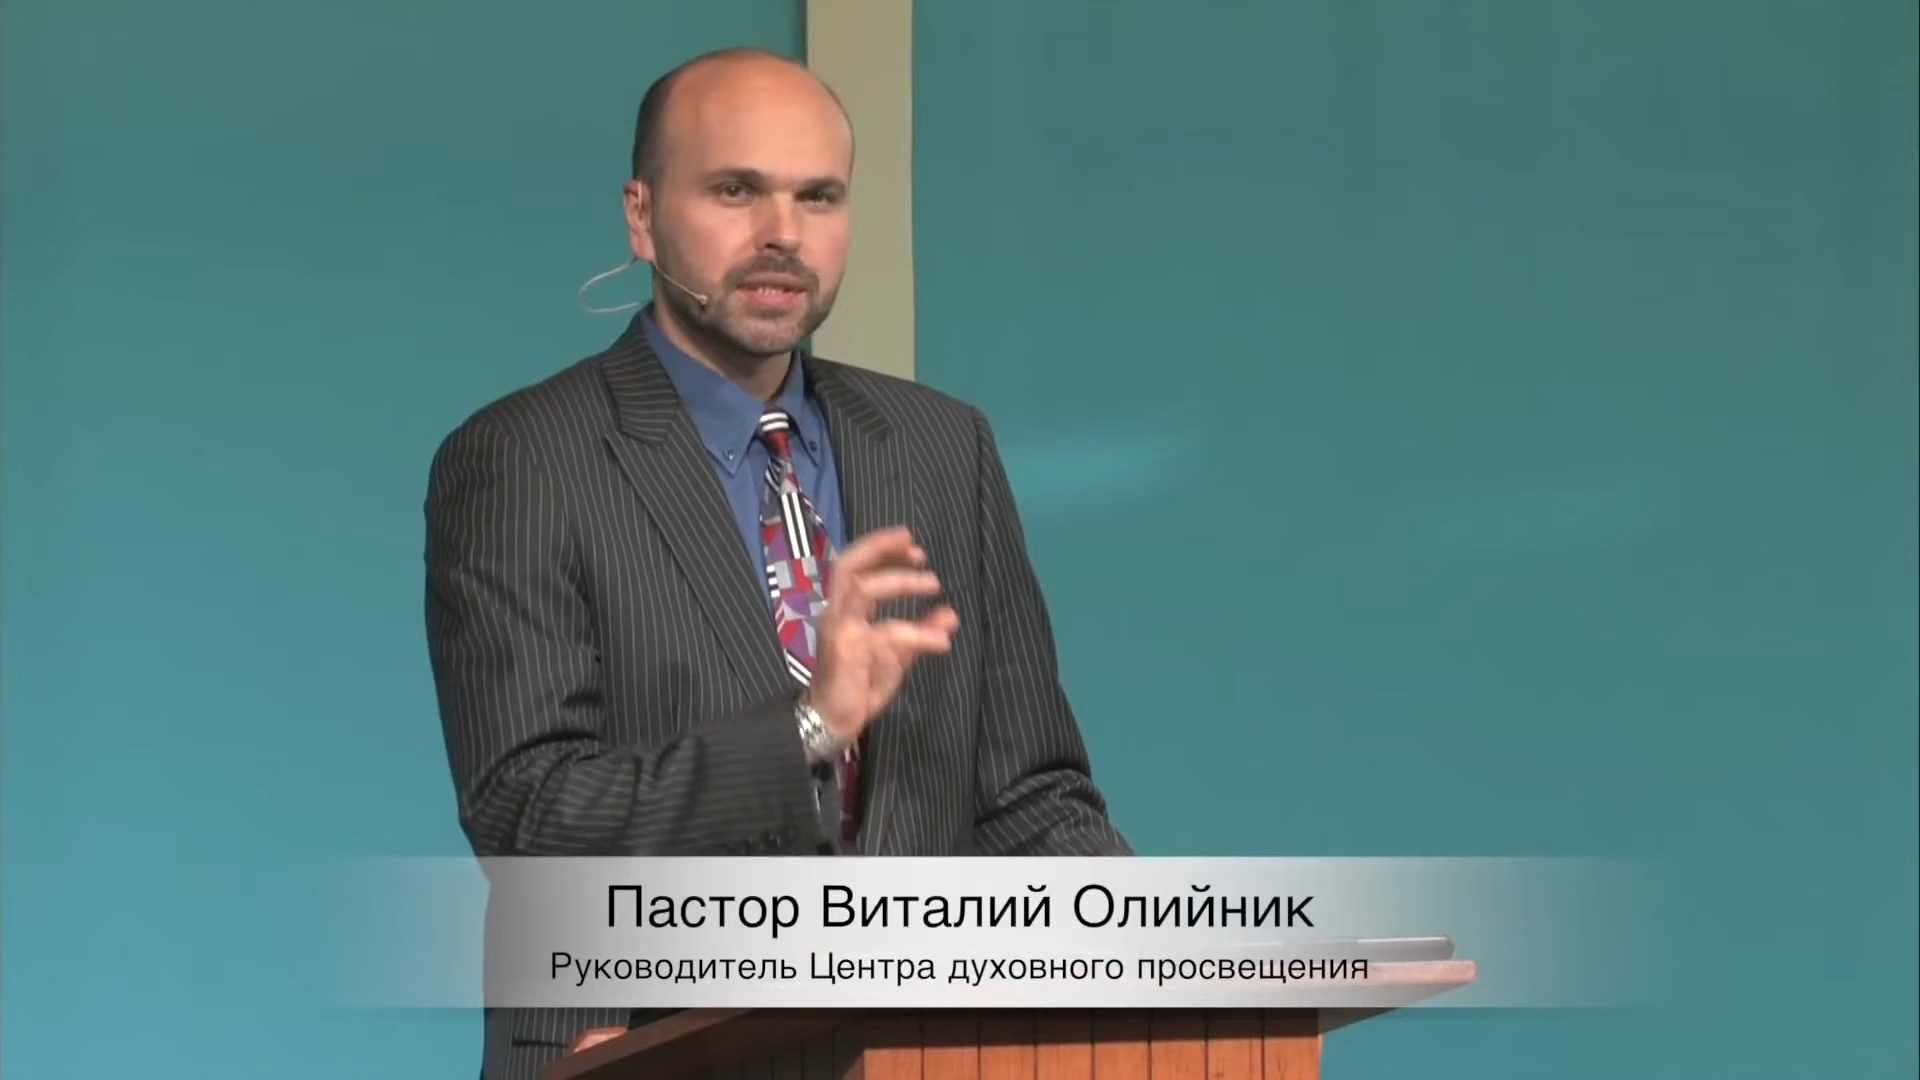 Пастор Виталий Олийник
Руководитель Центра духовного просвещения